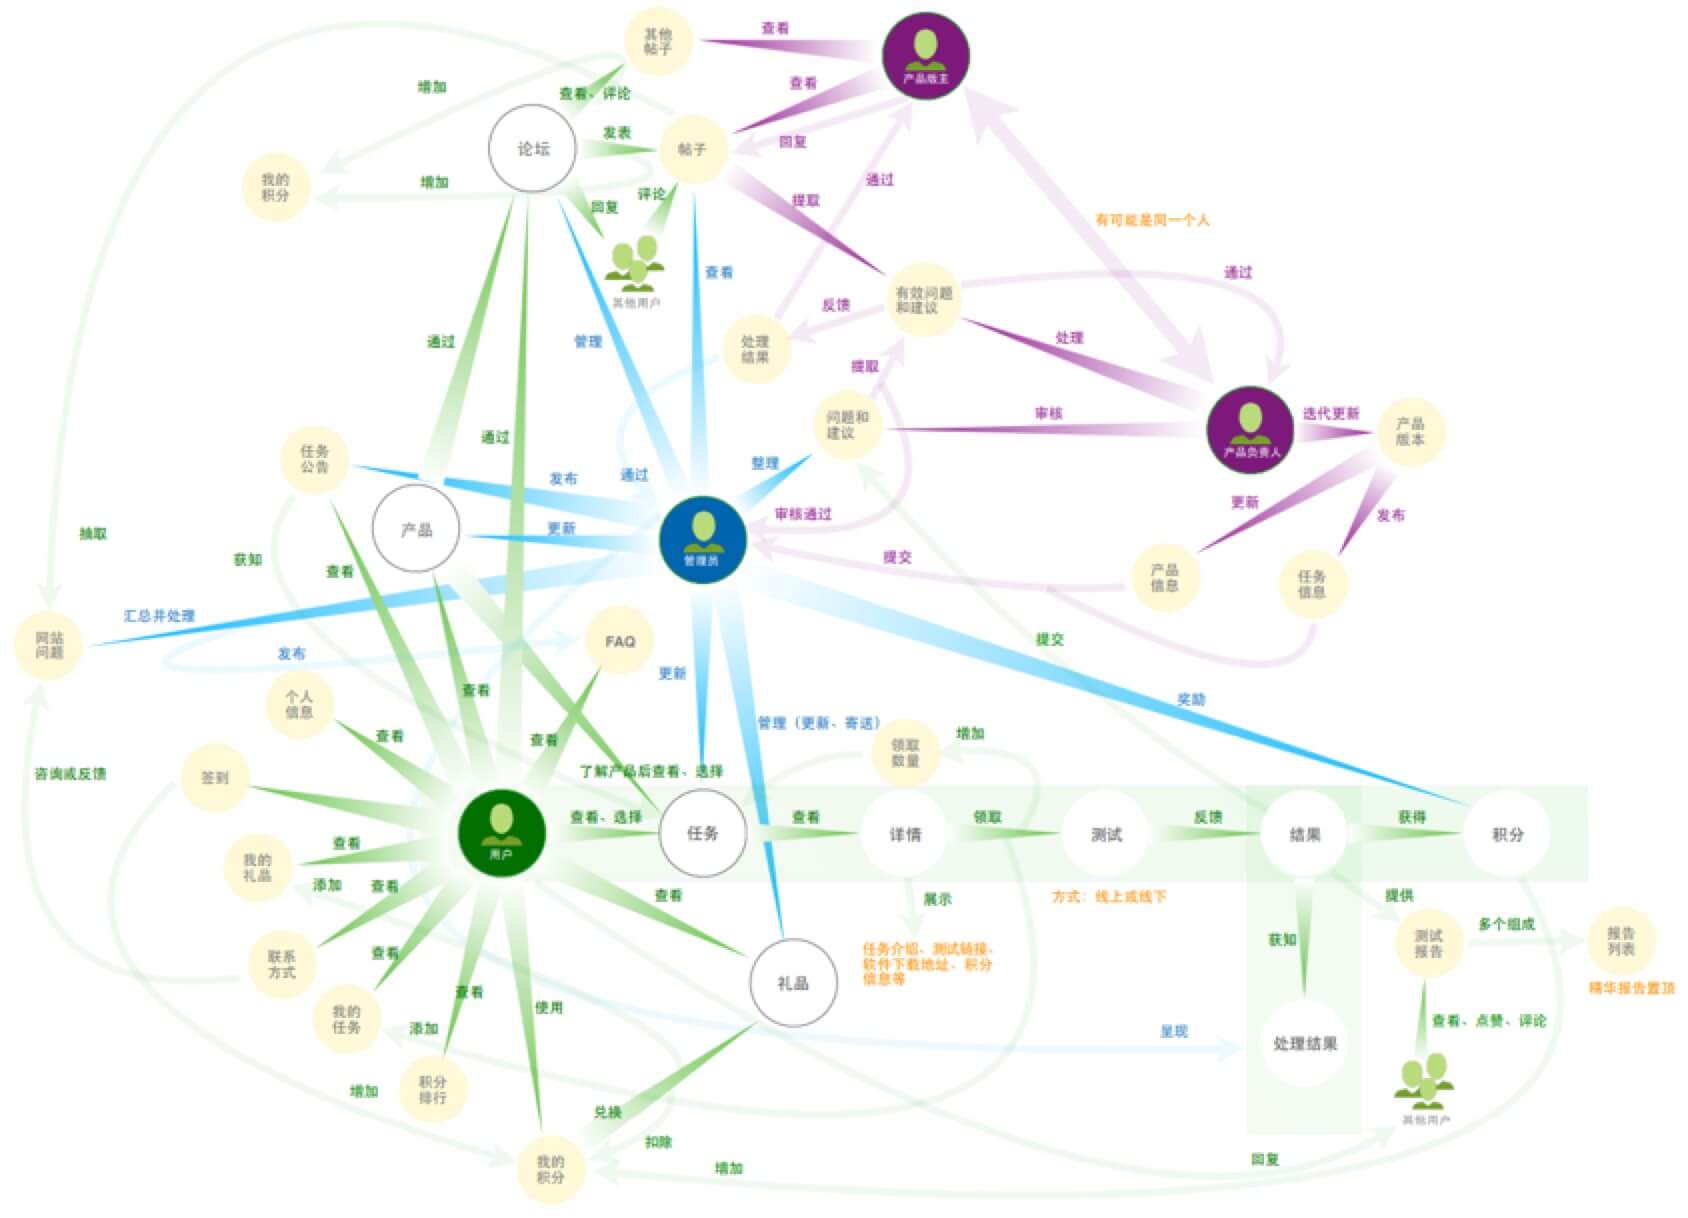 其他
帖子
查看
产品版主
增加
查看、评论
查看
发表
论坛
帖子
回复
我的
积分
增加
回复
评论
提取
通过
有可能是同一个人
其他用户
查看
有效问题
和建议
通过
反馈
通过
管理
处理
结果
处理
提取
任务
公告
通过
问题和
建议
审核
产品负责人
迭代更新
产品
版本
发布
通过
整理
更新
发布
产品
更新
审核通过
管理员
抽取
获知
查看
提交
产品
信息
任务
信息
汇总并处理
网站
问题
发布
FAQ
更新
提交
个人
信息
查看
奖励
查看
查看
管理（更新、寄送）
领取
数量
增加
咨询或反馈
签到
了解产品后查看、选择
用户
查看、选择
任务
查看
详情
领取
测试
反馈
结果
获得
积分
查看
我的
礼品
添加
查看
查看
展示
方式：线上或线下
提供
多个组成
任务介绍、测试链接、
软件下载地址、积分
信息等
获知
测试
报告
报告
列表
精华报告置顶
联系
方式
查看
礼品
查看
使用
我的
任务
添加
呈现
处理结果
查看、点赞、评论
增加
积分
排行
兑换
其他用户
扣除
我的
积分
增加
回复